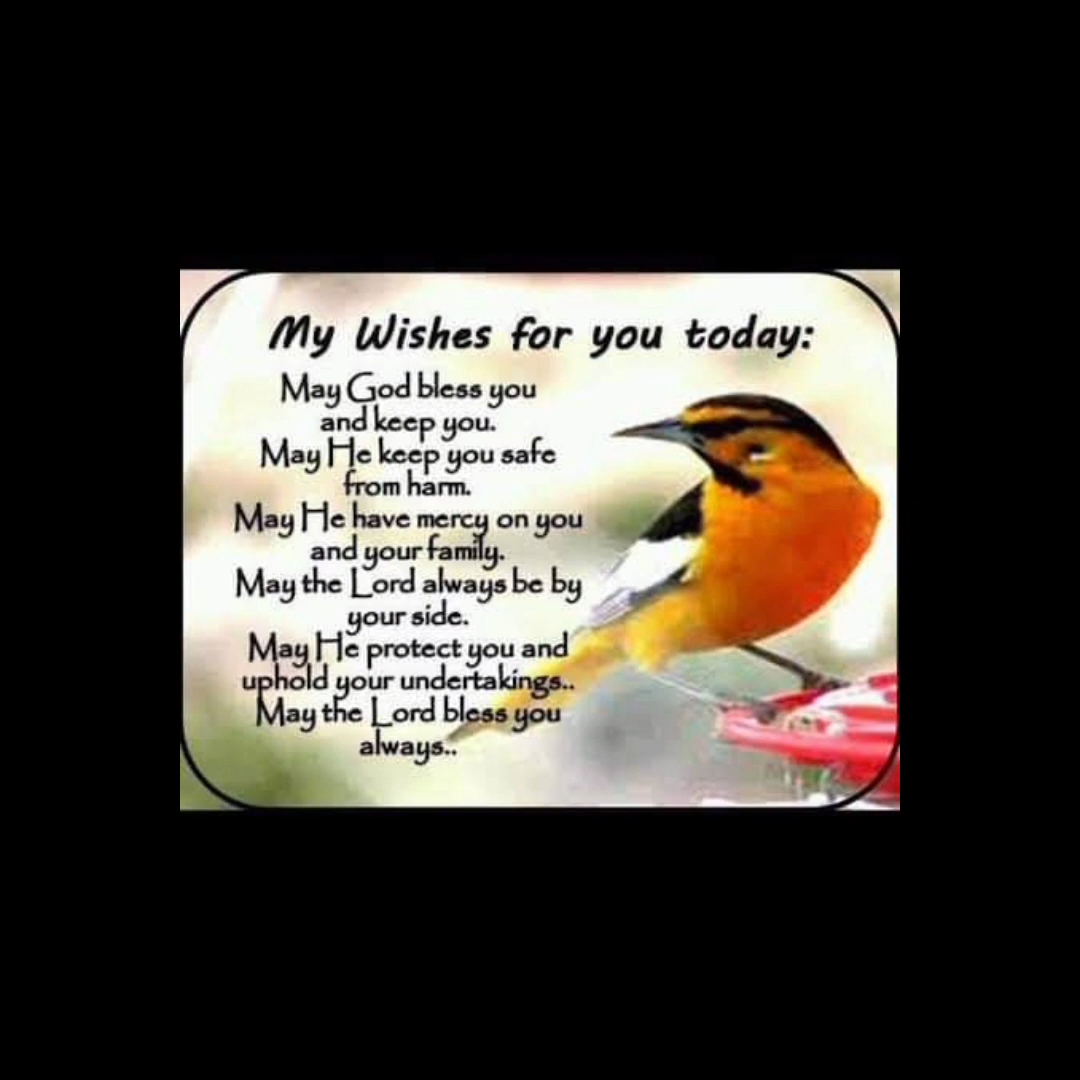 My Wishes for you today:
May God bless you
and keep you.
May He keep you safe
from harm.
May He have mercy on you
and your family.
May the Lord always be by
your side.
May He protect you and
uphold your undertakings..
May the Lord bless you
always..